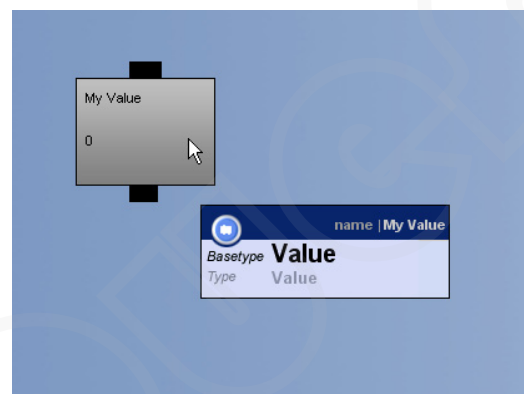 My Value
0
name | My Value
Basetype Value
Type Value